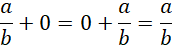 a/b + 0 = 0 + a/b = a/b